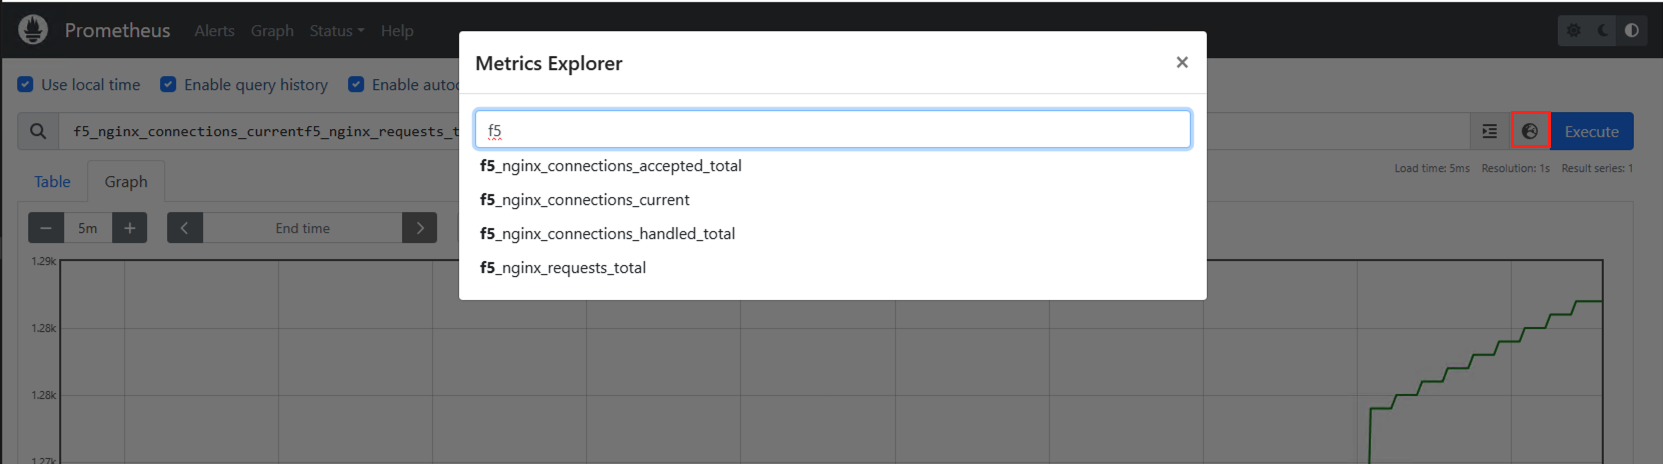 Prometheus Alerts Graph Status Help
Metrics Explorer ×
Use local time Enable query history Enable
f5
f5_nginx_connections_currentf5_nginx_requests_t Execute
f5_nginx_connections_accepted_total
Load time: 5ms Resolution: 1s Result series: 1
Table Graph
f5_nginx_connections_current
− 5m + < End time >
f5_nginx_connections_handled_total
f5_nginx_requests_total
1.29k
1.28k
1.28k
1.27k